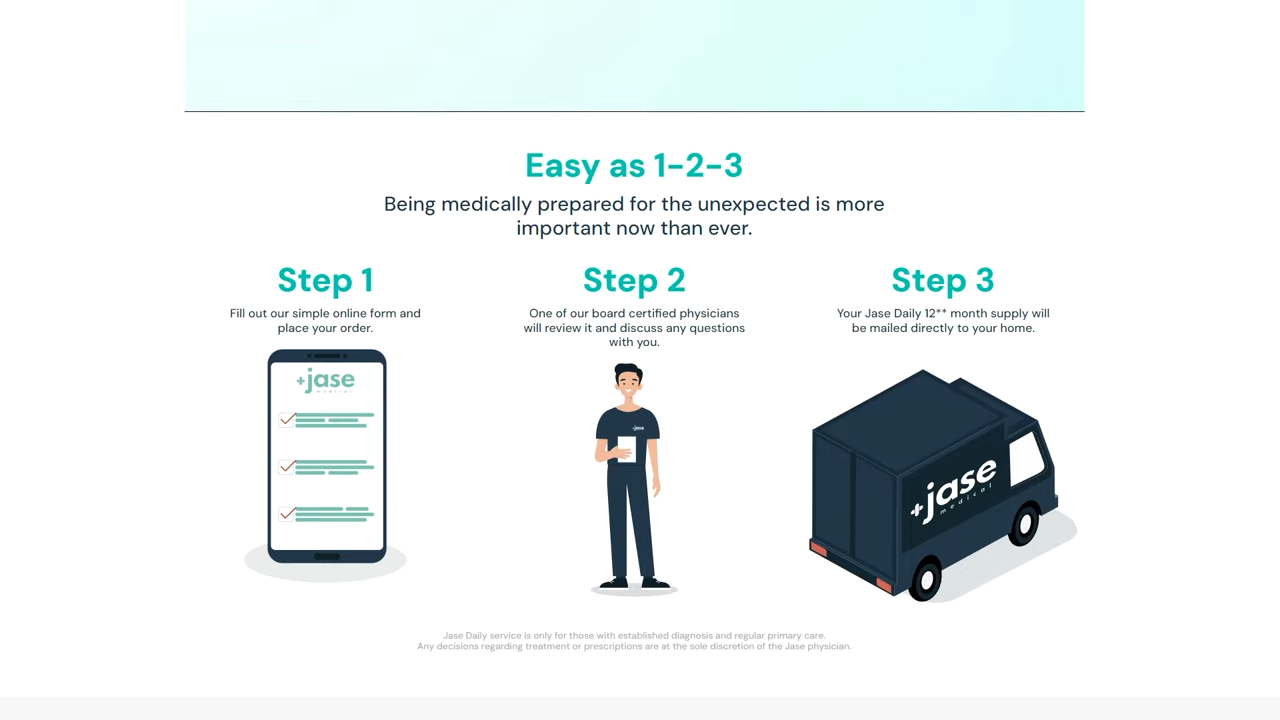 Easy as 1-2-3
Being medically prepared for the unexpected is more
important now than ever.
Step 1
Fill out our simple online form and
place your order.
Step 2
One of our board certified physicians
will review it and discuss any questions
with you.
Step 3
Your Jase Daily 12** month supply will
be mailed directly to your home.
+jase
medical
+jase
+jase
medical
Jase Daily service is only for those with established diagnosis and regular primary care.
Any decisions regarding treatment or prescriptions are at the sole discretion of the Jase physician.